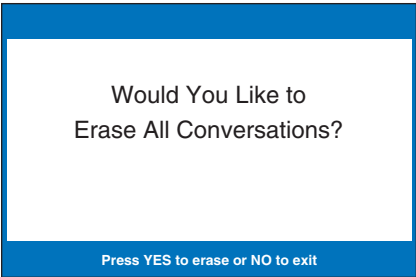 Would You Like to
Erase All Conversations?
Press YES to erase or NO to exit